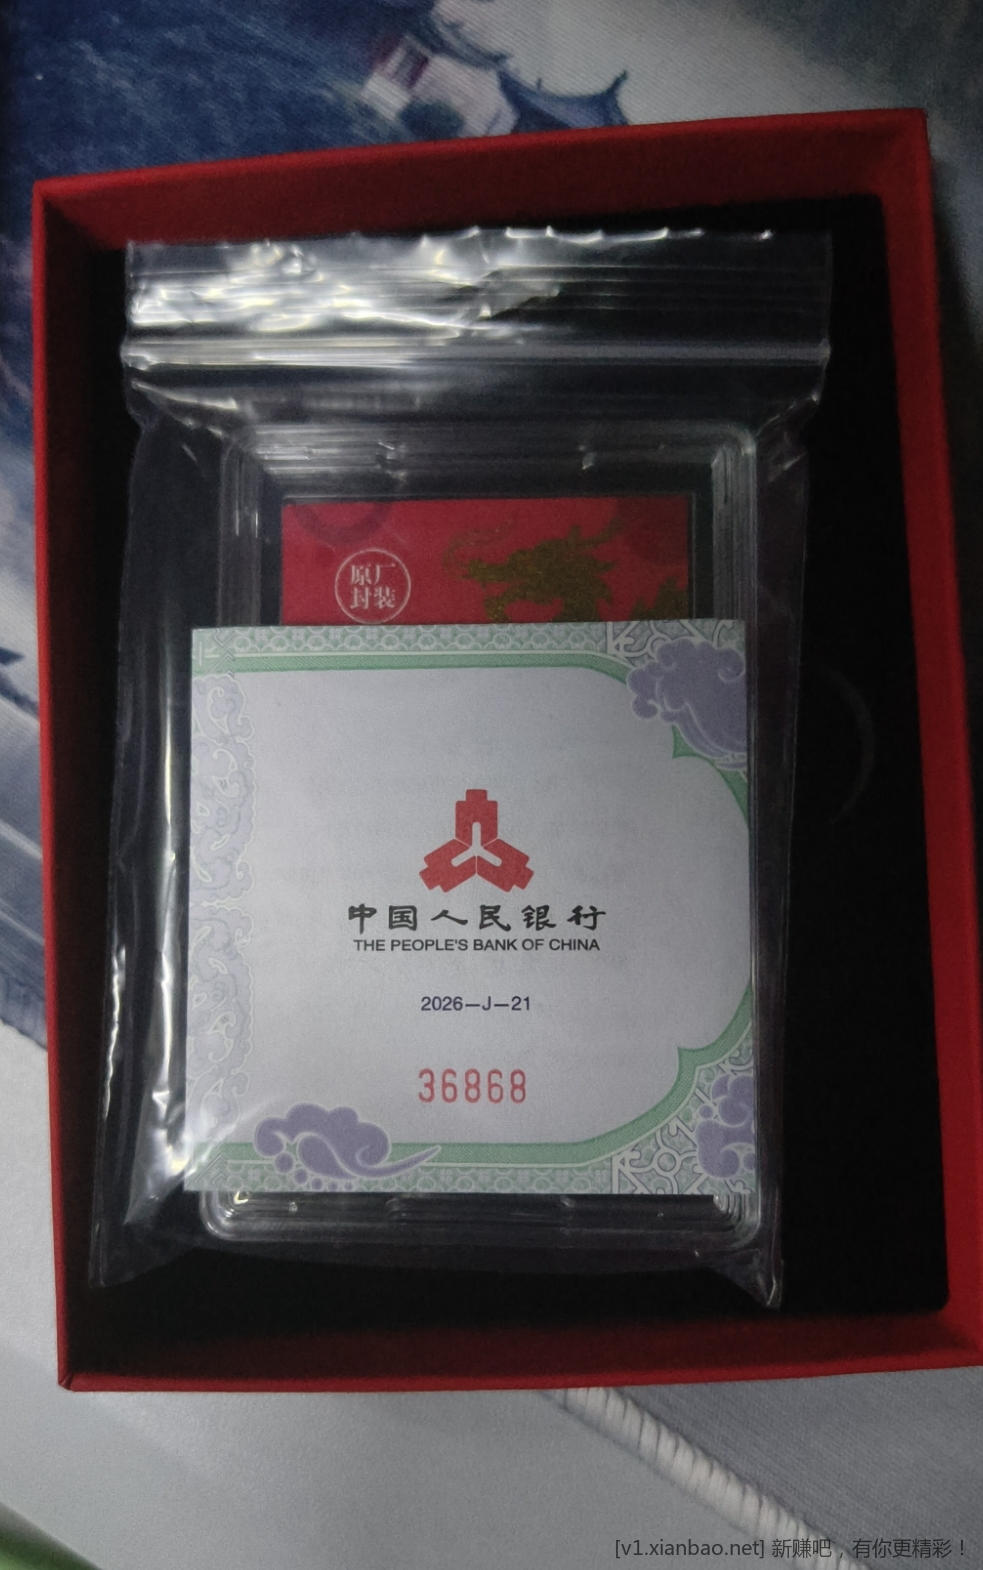 原厂
封装
中国人民银行
THE PEOPLE'S BANK OF CHINA
2026—J—21
36868
[v1.xianbao.net] 新赚吧，有你更精彩！